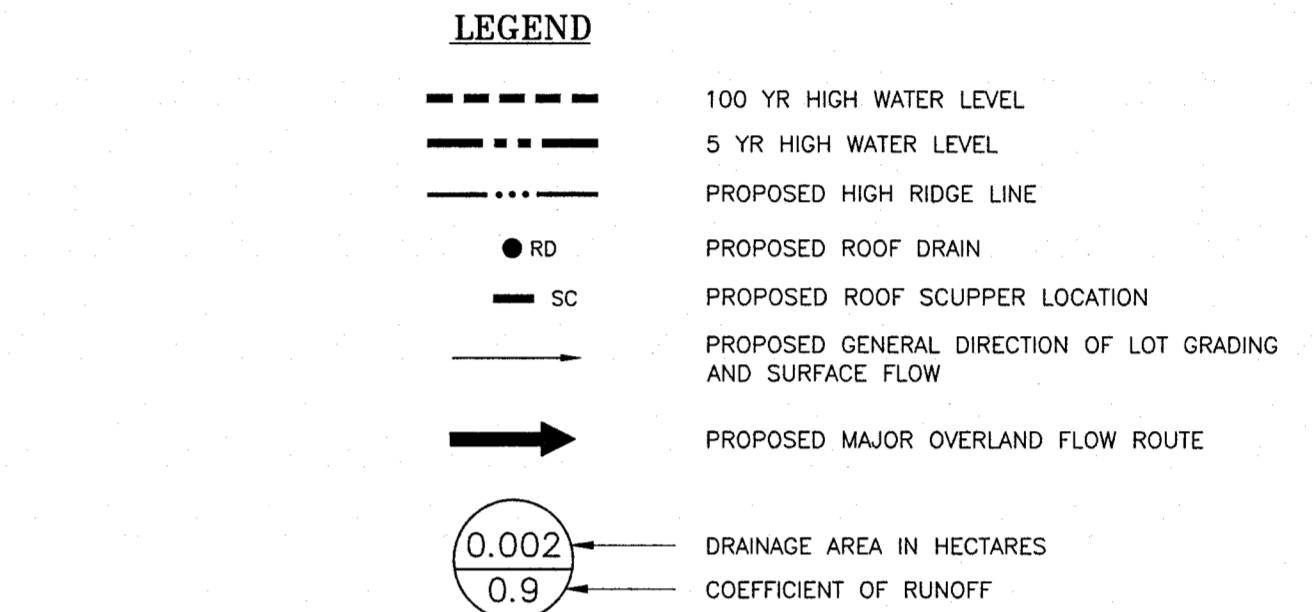 LEGEND
100 YR HIGH WATER LEVEL
5 YR HIGH WATER LEVEL
PROPOSED HIGH RIDGE LINE
RD PROPOSED ROOF DRAIN
SC PROPOSED ROOF SCUPPER LOCATION
PROPOSED GENERAL DIRECTION OF LOT GRADING
AND SURFACE FLOW
PROPOSED MAJOR OVERLAND FLOW ROUTE
0.002 DRAINAGE AREA IN HECTARES
0.9 COEFFICIENT OF RUNOFF